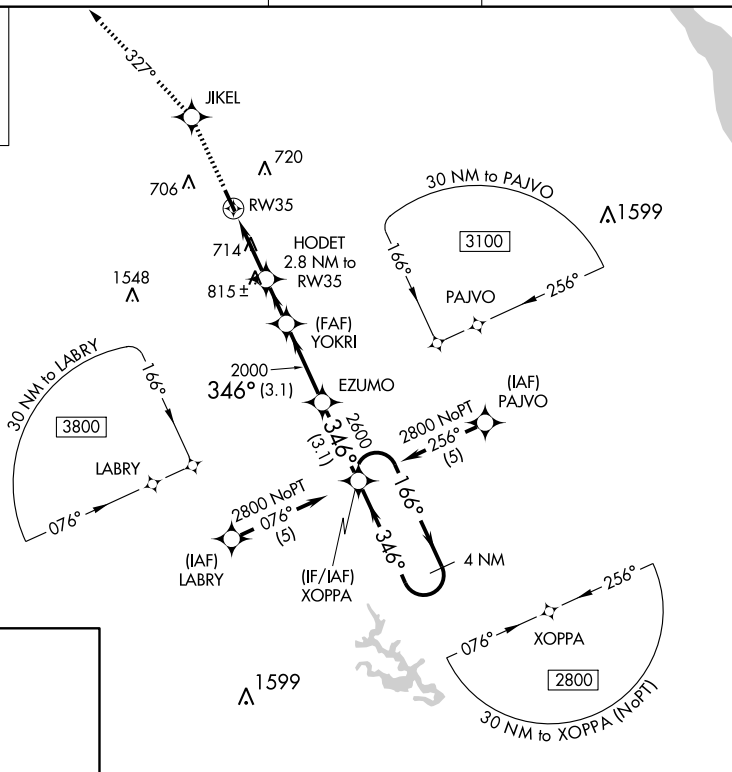 327°
JIKEL
720
706
RW35
30 NM to PAJVO
1599
3100
166°
PAJVO
256°
714
HODET
2.8 NM to
RW35
815 ±
1548
(FAF)
YOKRI
2000
346° (3.1)
EZUMO
30 NM to LABRY
166°
3800
LABRY
076°
(IAF)
PAJVO
2800 NoPT
256°
(5)
2600
346°
(3.1)
2800 NoPT
076°
(5)
(IAF)
LABRY
166°
346°
4 NM
(IF/IAF)
XOPPA
256°
076°
XOPPA
2800
30 NM to XOPPA (NoPT)
1599